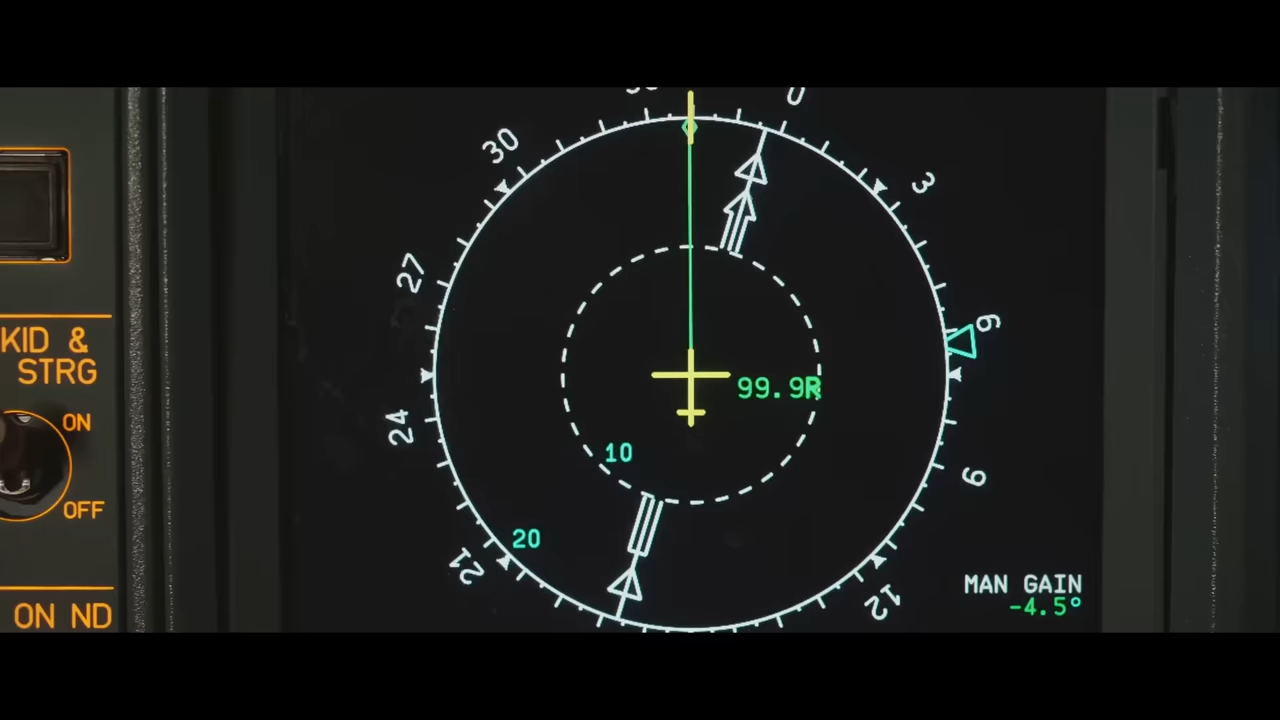 0
30
3
27
6
KID &
STRG
99.9R
ON
24
10
9
OFF
20
21
MAN GAIN
-4.5°
12
ON ND